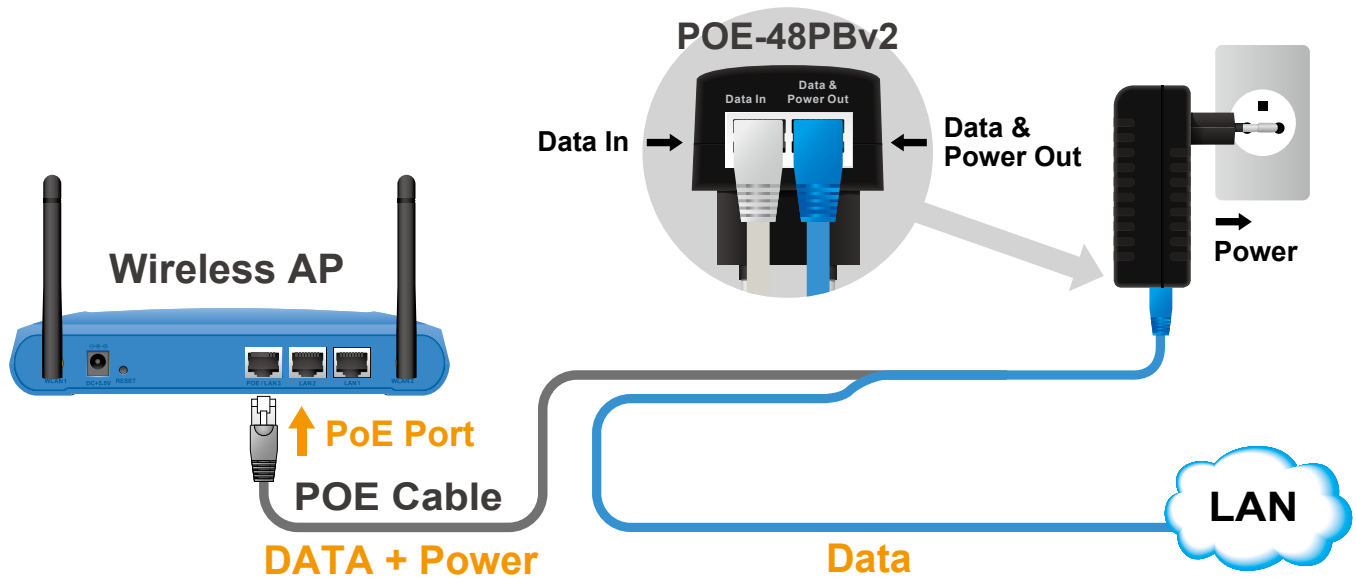 POE-48PBv2
Data &
Data In
Power Out
Data In
Data &
Power Out
Power
Wireless AP
WLAN1
DC+5.5V
RESET
POE / LAN3
LAN2
LAN1
WLAN2
PoE Port
POE Cable
DATA + Power
Data
LAN